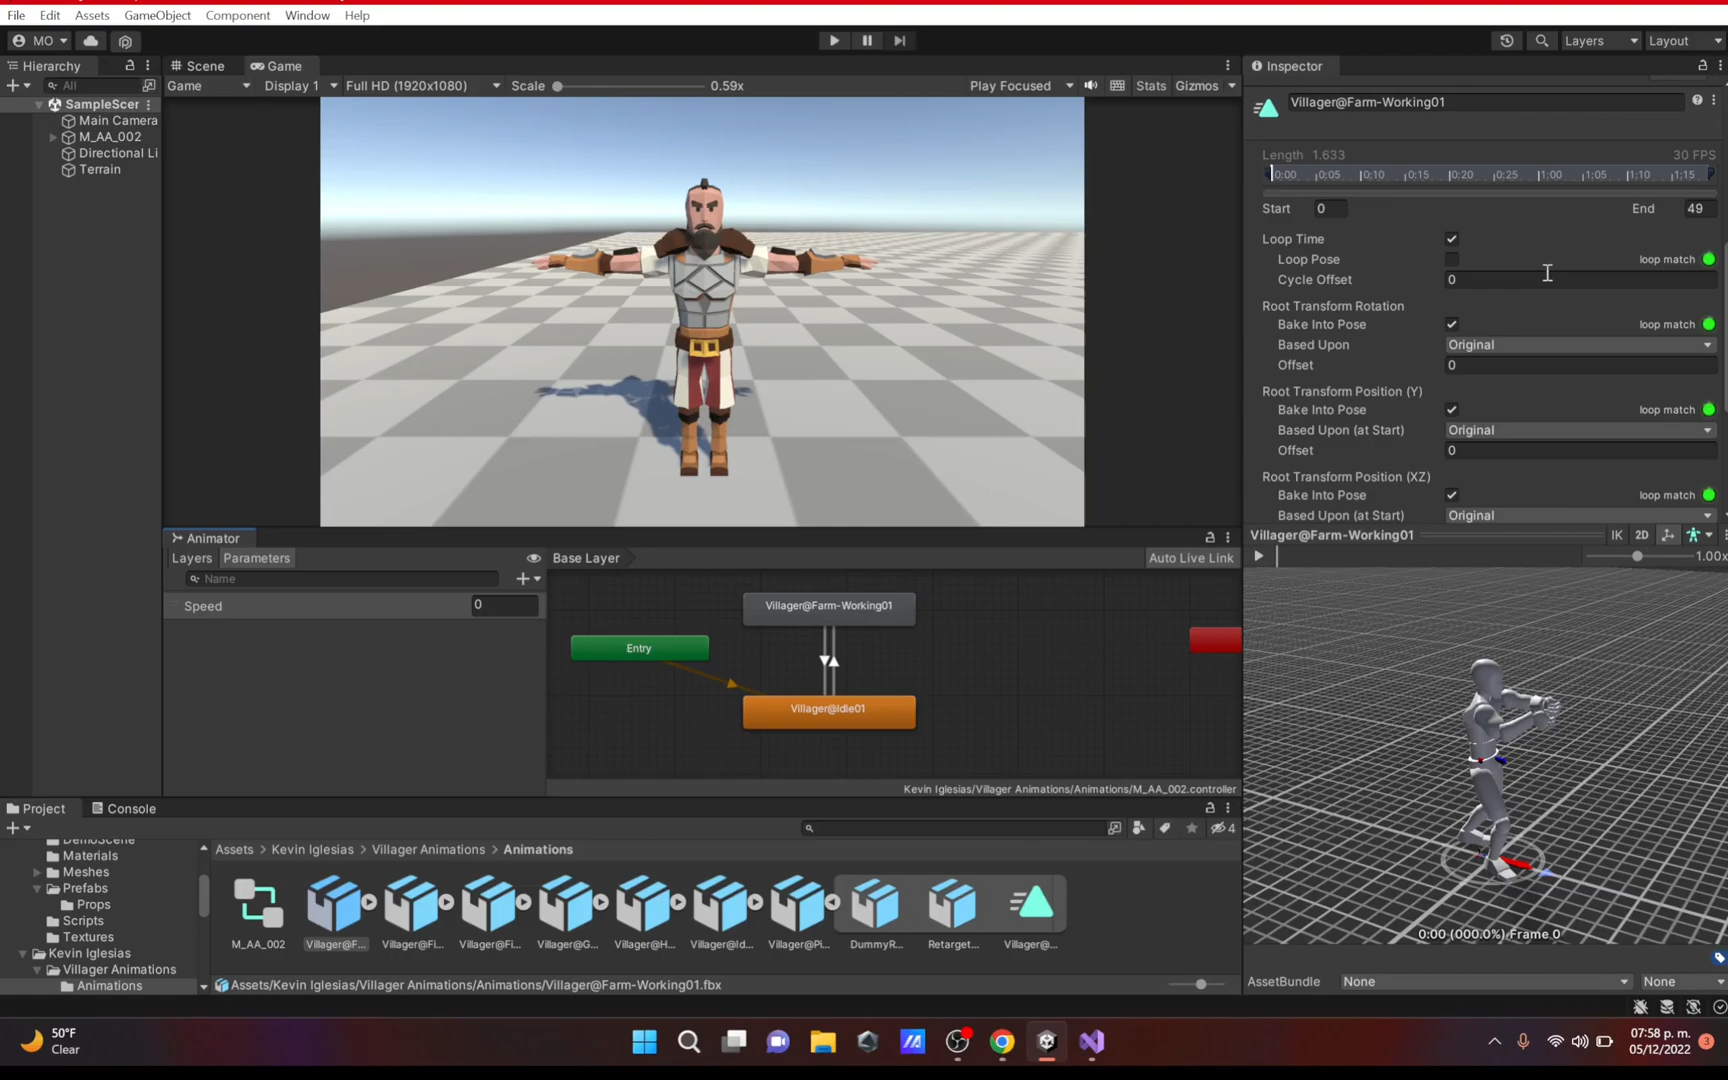 File Edit Assets GameObject Component Window Help
MO Layers Layout
Hierarchy Scene Game Inspector
All Game Display 1 Full HD (1920x1080) Scale 0.59x Play Focused Stats Gizmos
SampleScer
Main Camera
M_AA_002
Directional Li
Terrain
Villager@Farm-Working01
Length 1.633 30 FPS
0:00 0:05 0:10 0:15 0:20 0:25 1:00 1:05 1:10 1:15
Start 0 End 49
Loop Time
Loop Pose loop match
Cycle Offset 0
Root Transform Rotation
Bake Into Pose loop match
Based Upon Original
Offset 0
Root Transform Position (Y)
Bake Into Pose loop match
Based Upon (at Start) Original
Offset 0
Root Transform Position (XZ)
Bake Into Pose loop match
Based Upon (at Start) Original
Villager@Farm-Working01 IK 2D
1.00x
0:00 (000.0%) Frame 0
AssetBundle None None
Animator
Layers Parameters Base Layer Auto Live Link
Name
Speed 0
Villager@Farm-Working01
Entry
Villager@Idle01
Kevin Iglesias/Villager Animations/Animations/M_AA_002.controller
Project Console
4
DemoScene
Materials
Meshes
Prefabs
Props
Scripts
Textures
Kevin Iglesias
Villager Animations
Animations
Assets > Kevin Iglesias > Villager Animations > Animations
M_AA_002 Villager@F... Villager@Fi... Villager@Fi... Villager@G... Villager@H... Villager@Id... Villager@Pi... DummyR... Retarget... Villager@...
Assets/Kevin Iglesias/Villager Animations/Animations/Villager@Farm-Working01.fbx
50°F
Clear
07:58 p. m.
05/12/2022
3